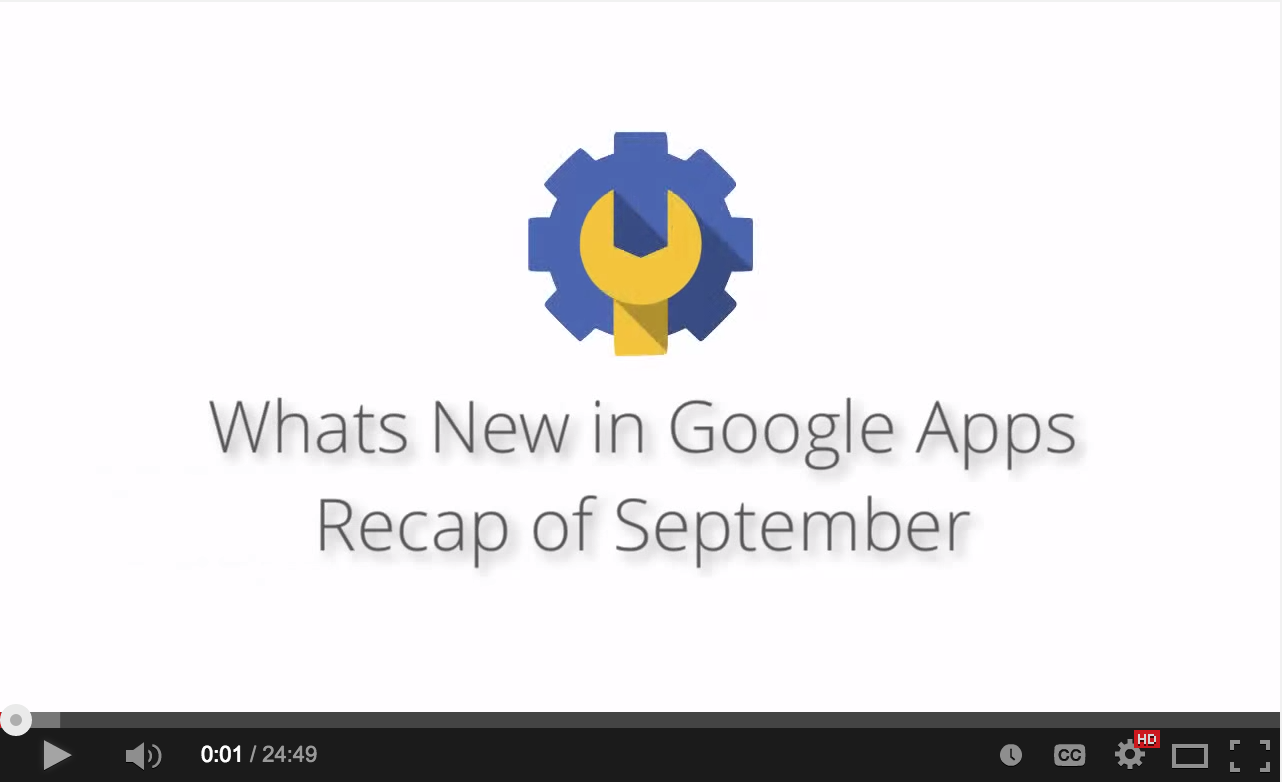 Whats New in Google Apps
Recap of September
HD
0:01 / 24:49
CC